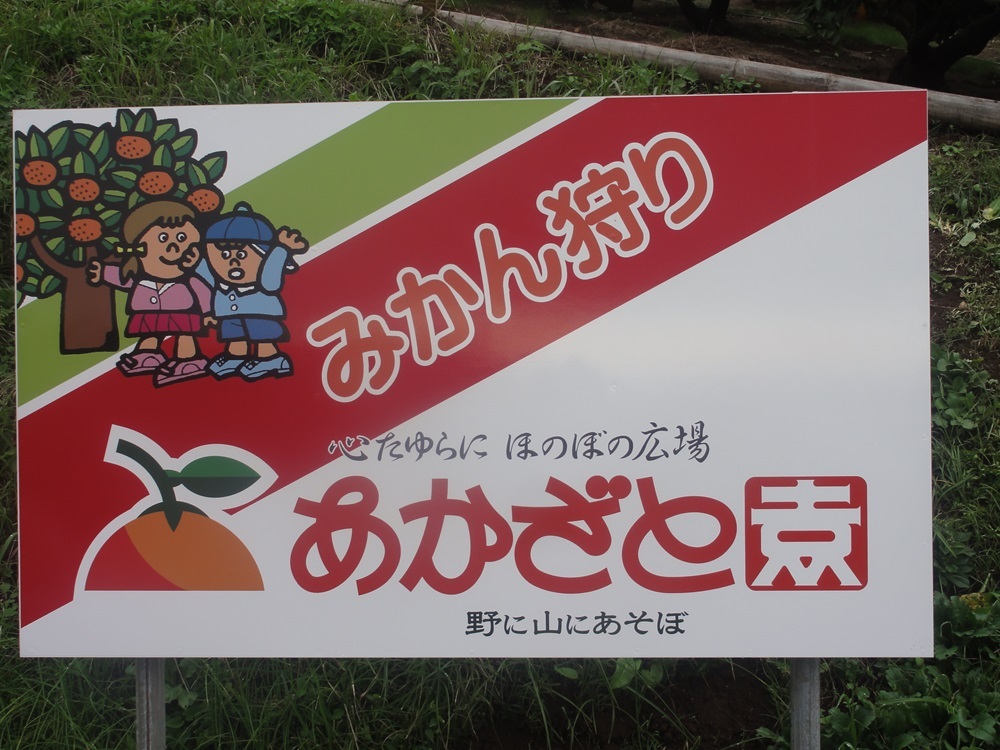 みかん狩り
心たゆらに ほのぼの広場
あかざと園
野に山にあそぼ